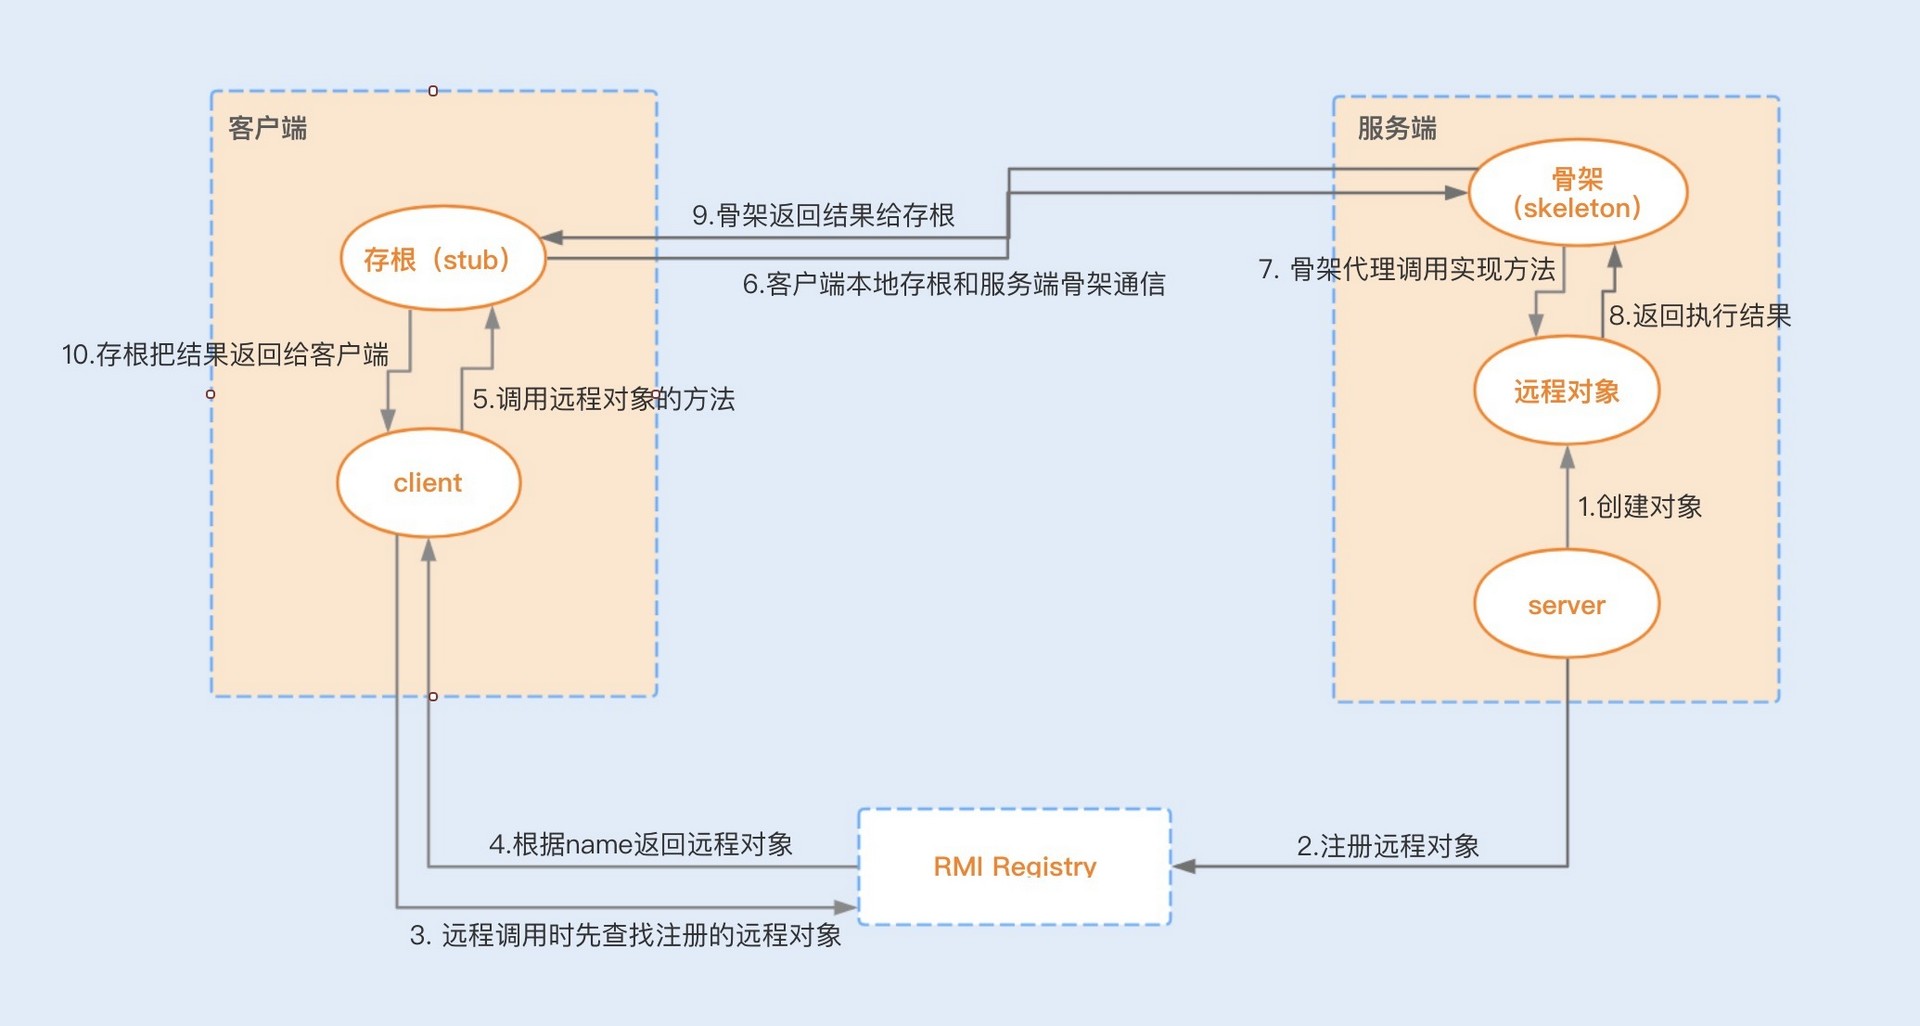 客户端
服务端
骨架
（skeleton）
9.骨架返回结果给存根
存根（stub）
6.客户端本地存根和服务端骨架通信
7. 骨架代理调用实现方法
8.返回执行结果
10.存根把结果返回给客户端
5.调用远程对象的方法
远程对象
client
1.创建对象
server
4.根据name返回远程对象
RMI Registry
2.注册远程对象
3. 远程调用时先查找注册的远程对象